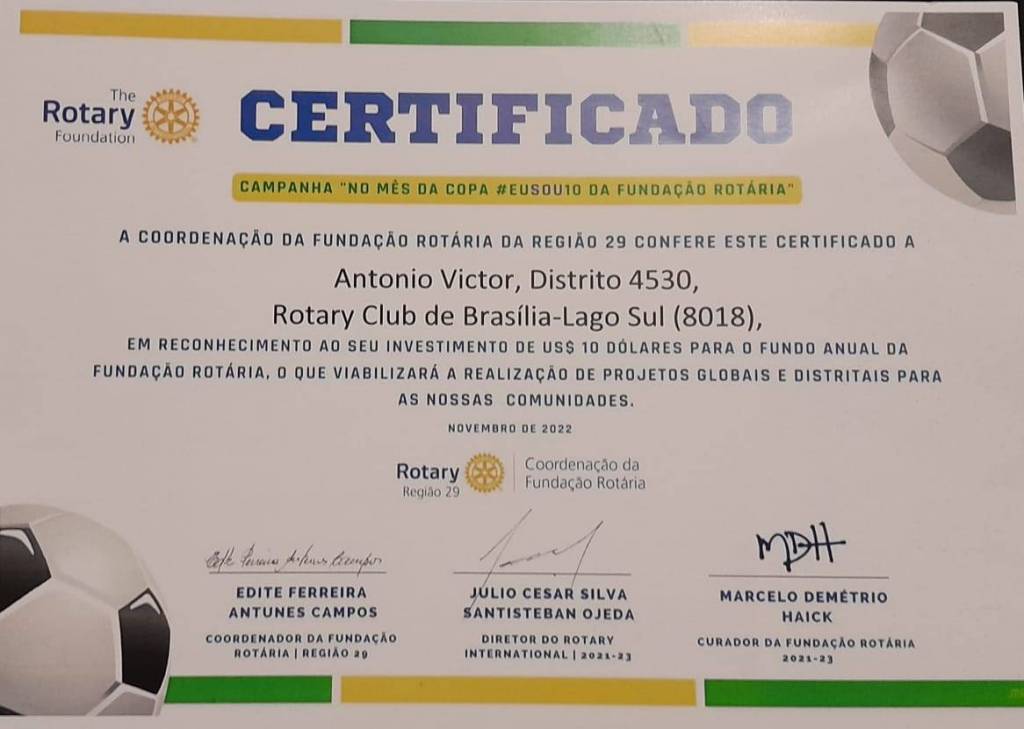 The
Rotary
Foundation
CERTIFICADO
CAMPANHA "NO MÊS DA COPA #EUSOU10 DA FUNDAÇÃO ROTÁRIA"
A COORDENAÇÃO DA FUNDAÇÃO ROTÁRIA DA REGIÃO 29 CONFERE ESTE CERTIFICADO A
Antonio Victor, Distrito 4530,
Rotary Club de Brasília-Lago Sul (8018),
EM RECONHECIMENTO AO SEU INVESTIMENTO DE US$ 10 DÓLARES PARA O FUNDO ANUAL DA
FUNDAÇÃO ROTÁRIA, O QUE VIABILIZARÁ A REALIZAÇÃO DE PROJETOS GLOBAIS E DISTRITAIS PARA
AS NOSSAS COMUNIDADES.
NOVEMBRO DE 2022
Rotary
Região 29
Coordenação da
Fundação Rotária
Edite Ferreira Antunes Campos
MDH
EDITE FERREIRA
ANTUNES CAMPOS
COORDENADOR DA FUNDAÇÃO
ROTÁRIA | REGIÃO 29
JULIO CESAR SILVA
SANTISTEBAN OJEDA
DIRETOR DO ROTARY
INTERNATIONAL | 2021-23
MARCELO DEMÉTRIO
HAICK
CURADOR DA FUNDAÇÃO ROTÁRIA
2021-23